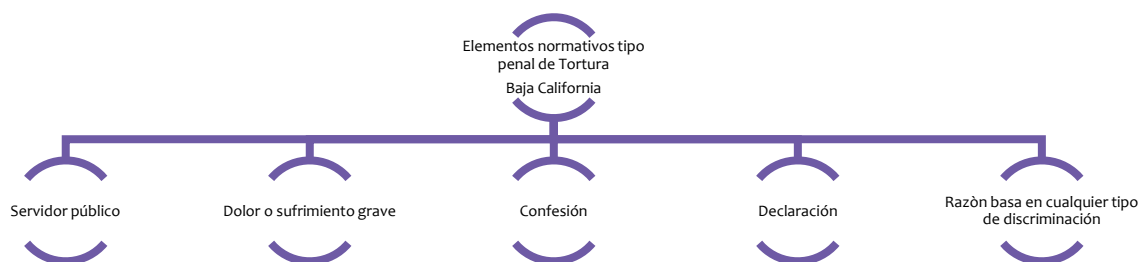 Elementos normativos tipo
penal de Tortura
Baja California
Servidor público
Dolor o sufrimiento grave
Confesión
Declaración
Razòn basa en cualquier tipo
de discriminación